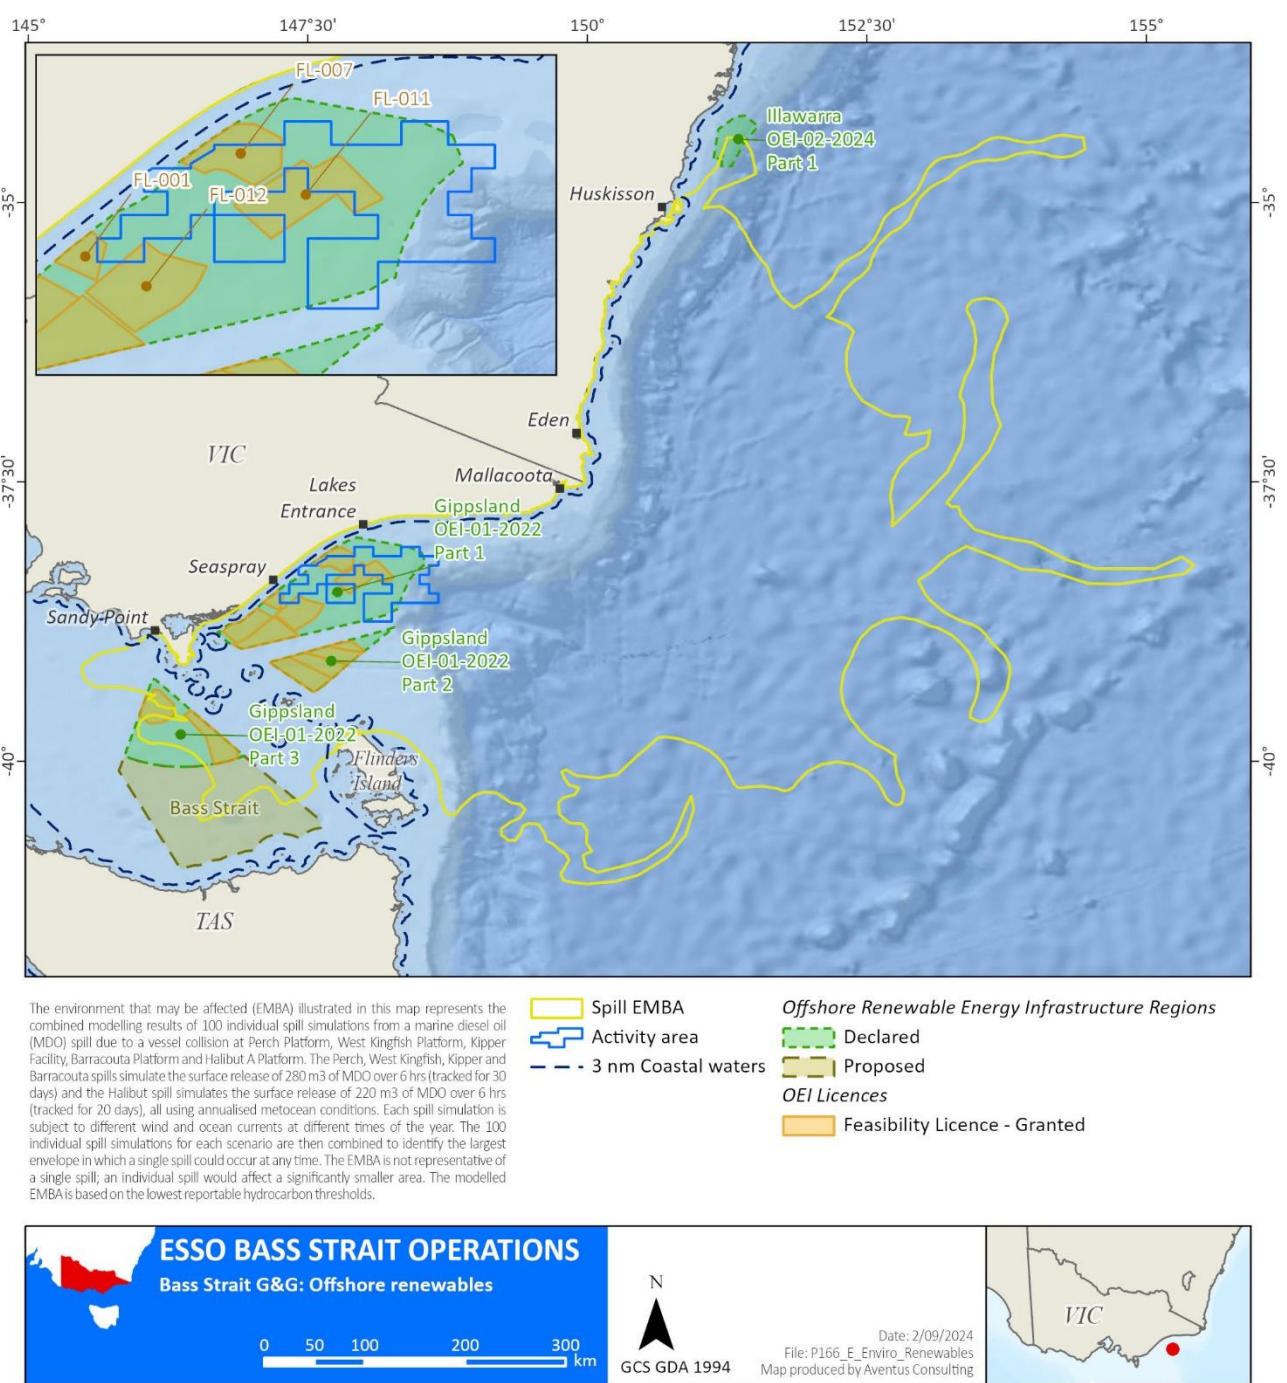 145°
147°30'
150°
152°30'
155°
FL-007
FL-011
FL-001
FL-012
Illawarra
OEI-02-2024
Part 1
-35°
-35°
Huskisson
Eden
VIC
Mallacoota
Lakes
Entrance
Gippsland
OEI-01-2022
Part 1
-37°30'
-37°30'
Seaspray
Sandy Point
Gippsland
OEI-01-2022
Part 2
Gippsland
OEI-01-2022
Part 3
Flinders
Island
-40°
-40°
Bass Strait
TAS
The environment that may be affected (EMBA) illustrated in this map represents the
combined modelling results of 100 individual spill simulations from a marine diesel oil
(MDO) spill due to a vessel collision at Perch Platform, West Kingfish Platform, Kipper
Facility, Barracouta Platform and Halibut A Platform. The Perch, West Kingfish, Kipper and
Barracouta spills simulate the surface release of 280 m3 of MDO over 6 hrs (tracked for 30
days) and the Halibut spill simulates the surface release of 220 m3 of MDO over 6 hrs
(tracked for 20 days), all using annualised metocean conditions. Each spill simulation is
subject to different wind and ocean currents at different times of the year. The 100
individual spill simulations for each scenario are then combined to identify the largest
envelope in which a single spill could occur at any time. The EMBA is not representative of
a single spill; an individual spill would affect a significantly smaller area. The modelled
EMBA is based on the lowest reportable hydrocarbon thresholds.
Spill EMBA
Activity area
3 nm Coastal waters
Offshore Renewable Energy Infrastructure Regions
Declared
Proposed
OEI Licences
Feasibility Licence - Granted
ESSO BASS STRAIT OPERATIONS
Bass Strait G&G: Offshore renewables
0 50 100 200 300
km
N
GCS GDA 1994
Date: 2/09/2024
File: P166_E_Enviro_Renewables
Map produced by Aventus Consulting
VIC